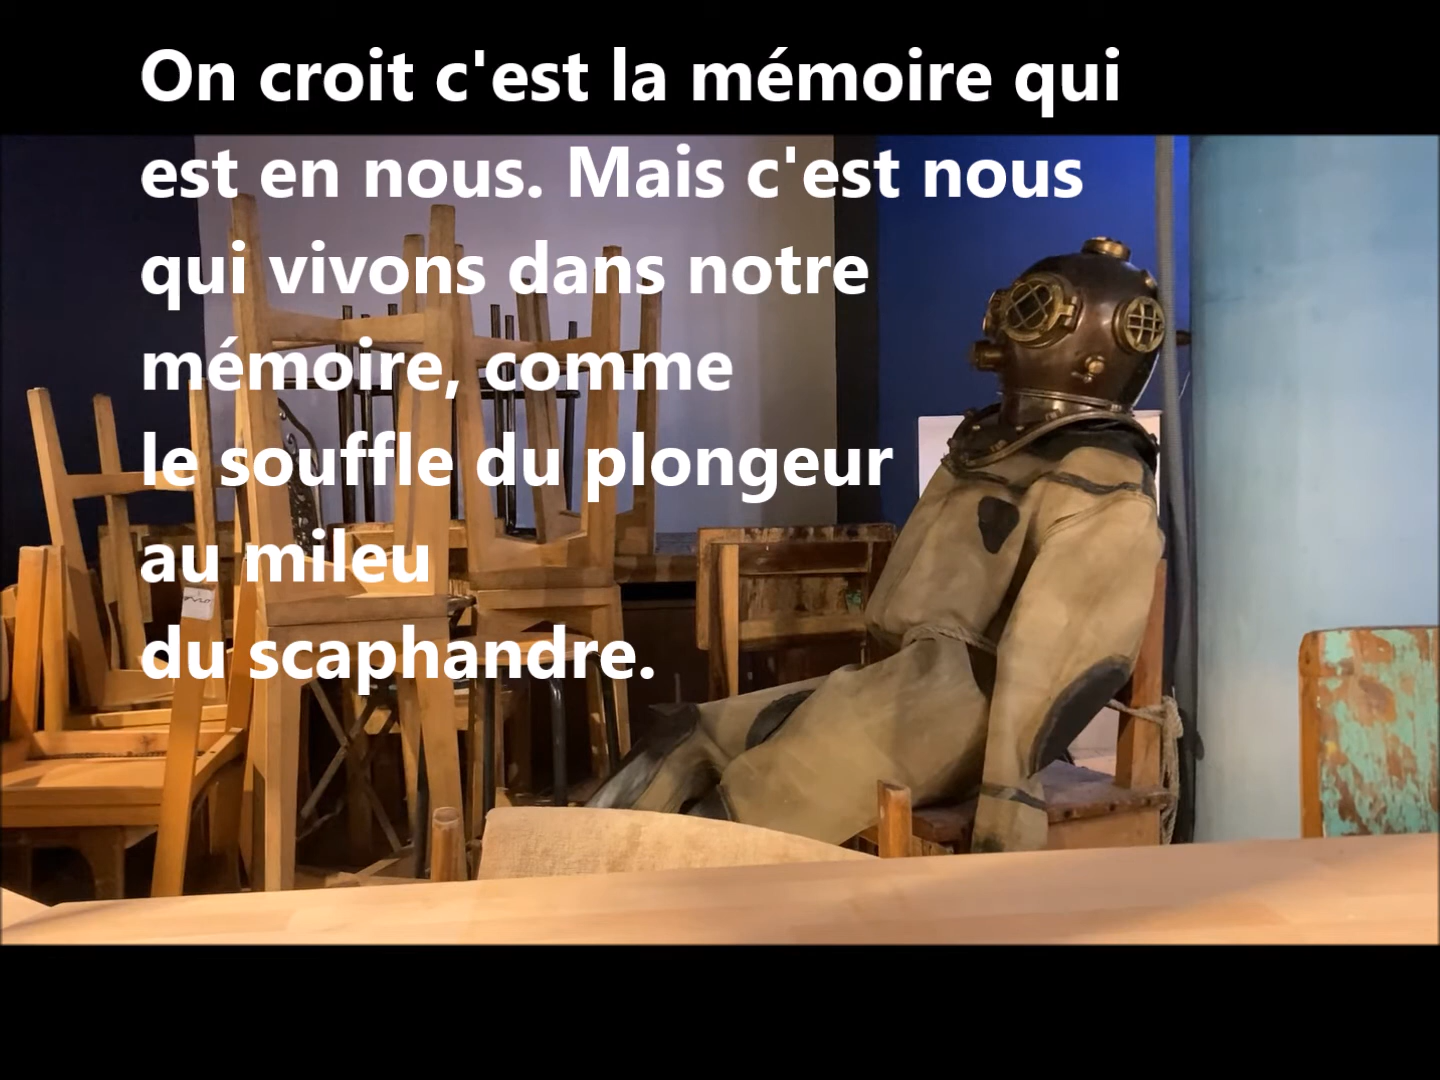 On croit c'est la mémoire qui
est en nous. Mais c'est nous
qui vivons dans notre
mémoire, comme
le souffle du plongeur
au mileu
du scaphandre.